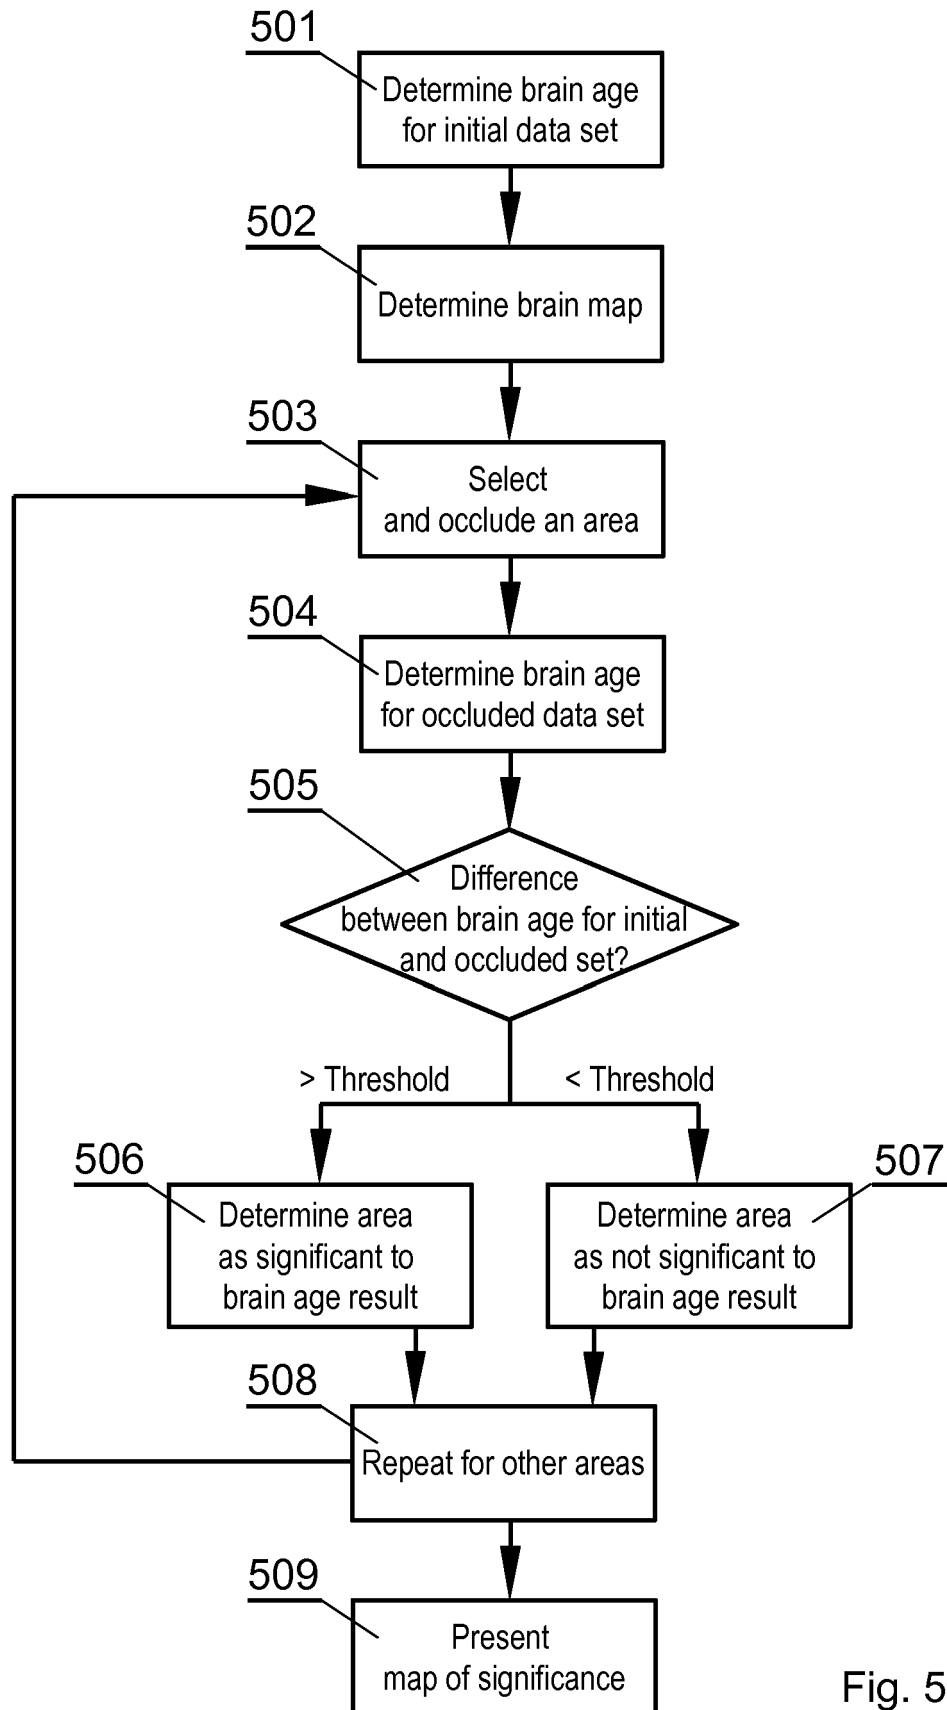 501
Determine brain age
for initial data set
502
Determine brain map
503
Select
and occlude an area
504
Determine brain age
for occluded data set
505
Difference
between brain age for initial
and occluded set?
> Threshold
< Threshold
506
Determine area
as significant to
brain age result
507
Determine area
as not significant to
brain age result
508
Repeat for other areas
509
Present
map of significance
Fig. 5